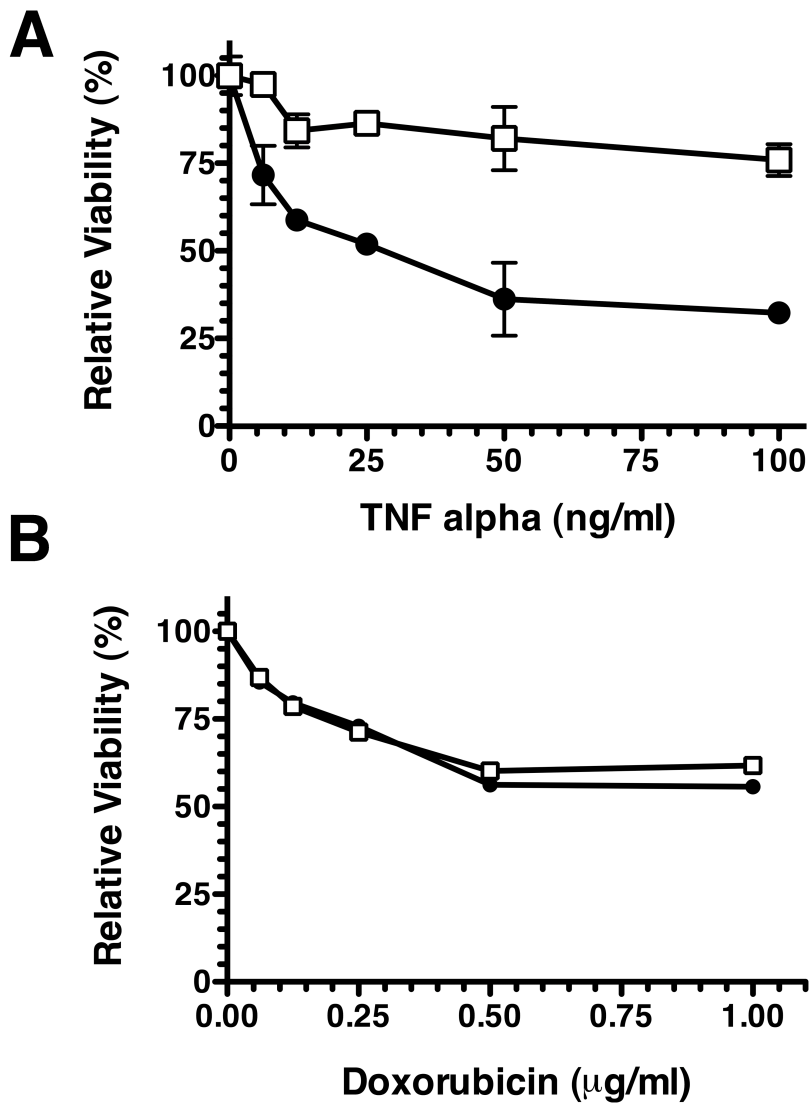 A
Relative Viability (%)
100
75
50
25
0
0 25 50 75 100
TNF alpha (ng/ml)
B
Relative Viability (%)
100
75
50
25
0
0.00 0.25 0.50 0.75 1.00
Doxorubicin (μg/ml)